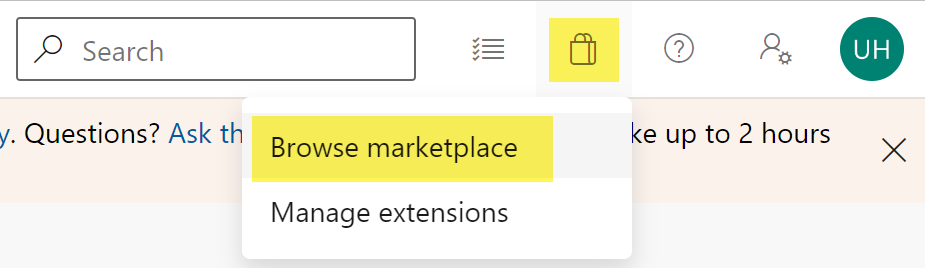 Search
UH
y. Questions? Ask th ke up to 2 hours
Browse marketplace
Manage extensions